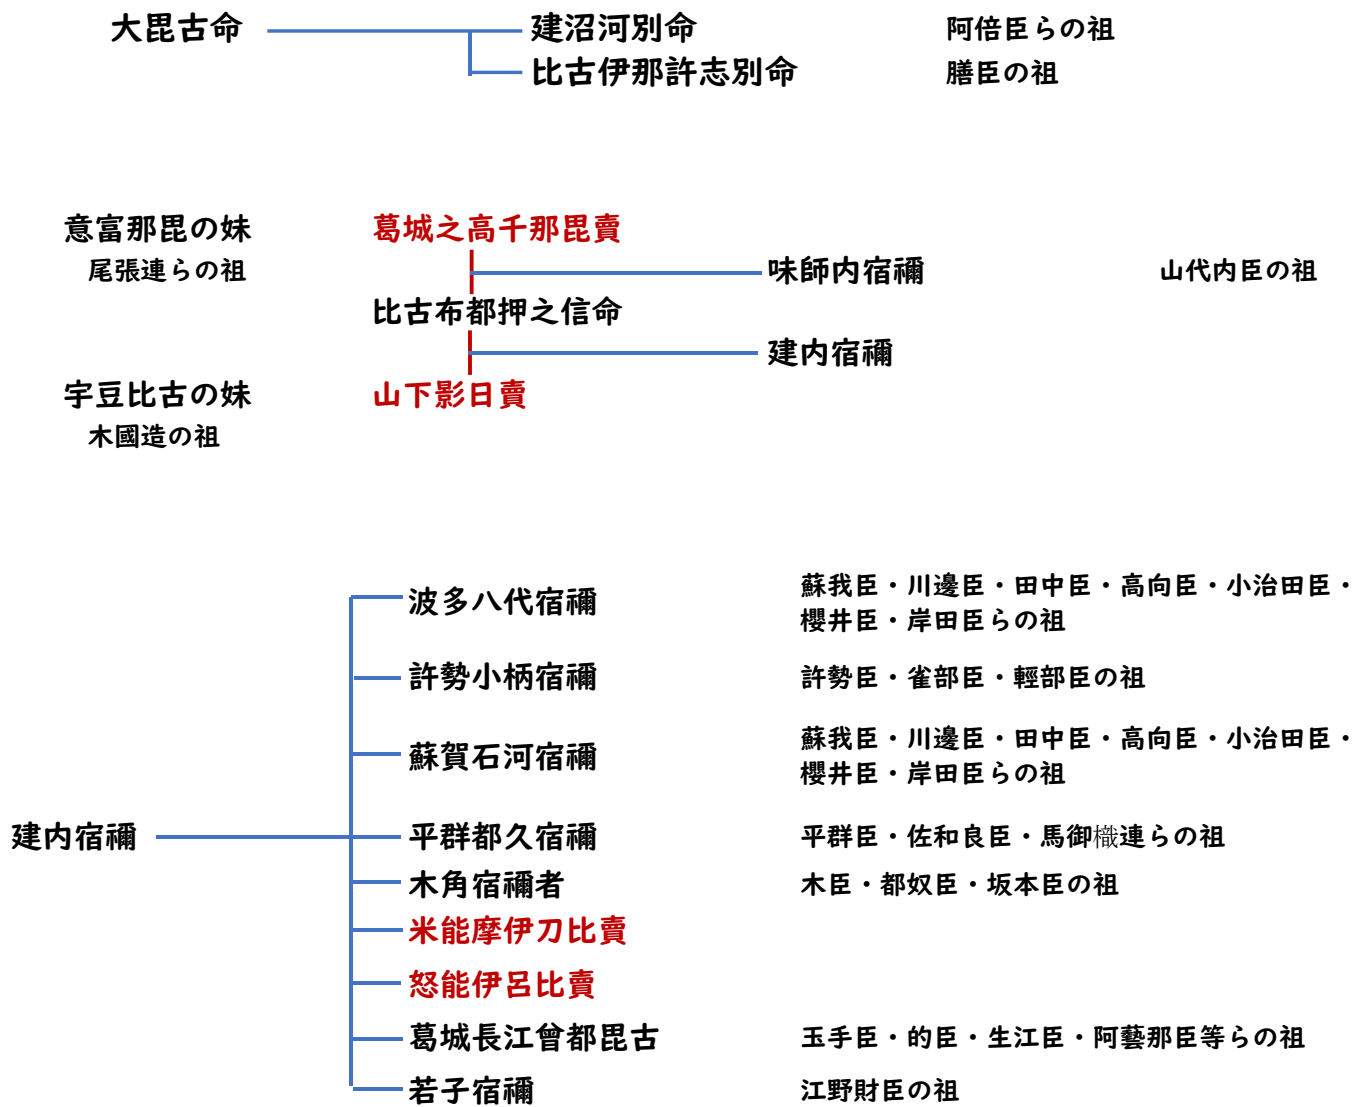 大毘古命
建沼河別命
阿倍臣らの祖
比古伊那許志別命
膳臣の祖
意富那毘の妹
葛城之高千那毘賣
尾張連らの祖
味師内宿禰
山代内臣の祖
比古布都押之信命
建内宿禰
宇豆比古の妹
山下影日賣
木國造の祖
波多八代宿禰
蘇我臣・川邊臣・田中臣・高向臣・小治田臣・
櫻井臣・岸田臣らの祖
許勢小柄宿禰
許勢臣・雀部臣・輕部臣の祖
蘇賀石河宿禰
蘇我臣・川邊臣・田中臣・高向臣・小治田臣・
櫻井臣・岸田臣らの祖
建内宿禰
平群都久宿禰
平群臣・佐和良臣・馬御樴連らの祖
木角宿禰者
木臣・都奴臣・坂本臣の祖
米能摩伊刀比賣
怒能伊呂比賣
葛城長江曾都毘古
玉手臣・的臣・生江臣・阿藝那臣等らの祖
若子宿禰
江野財臣の祖